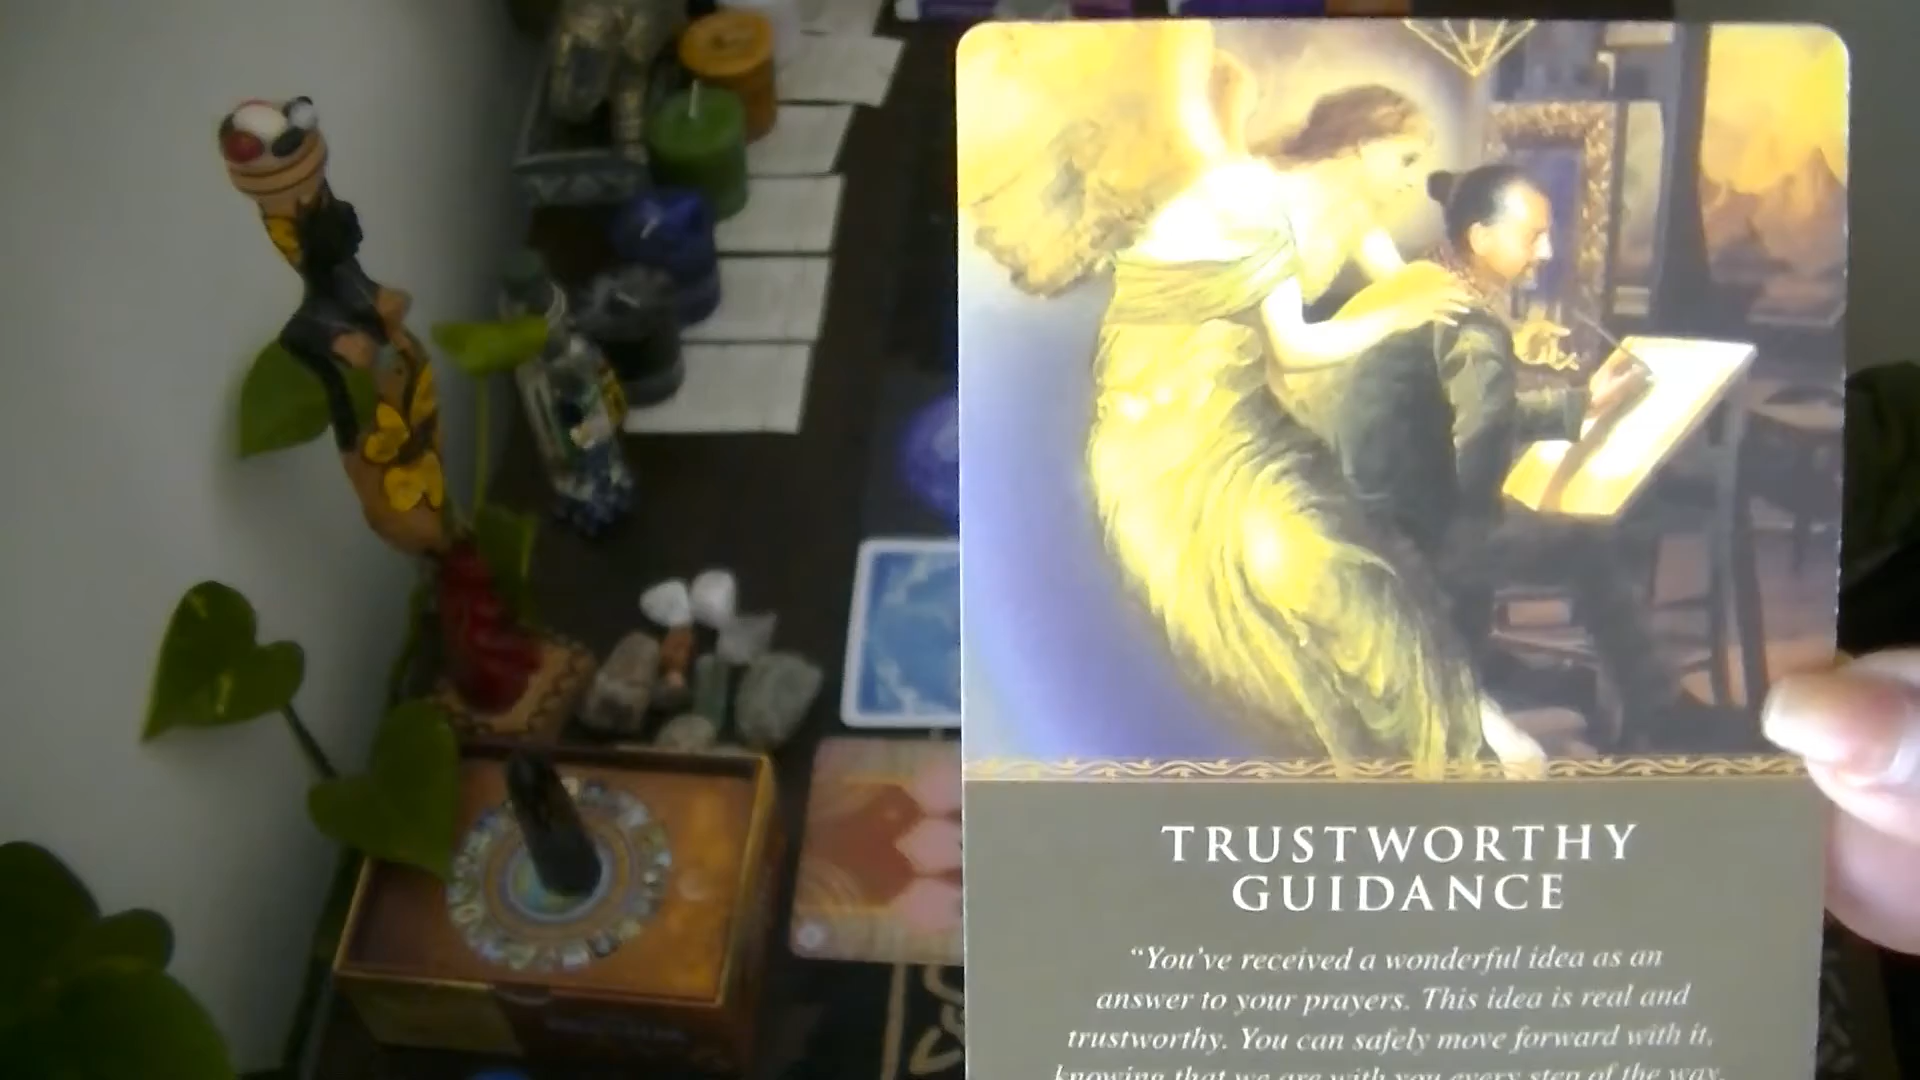 TRUSTWORTHY
GUIDANCE
"You've received a wonderful idea as an
answer to your prayers. This idea is real and
trustworthy. You can safely move forward with it,
knowing that we are with you every step of the way.